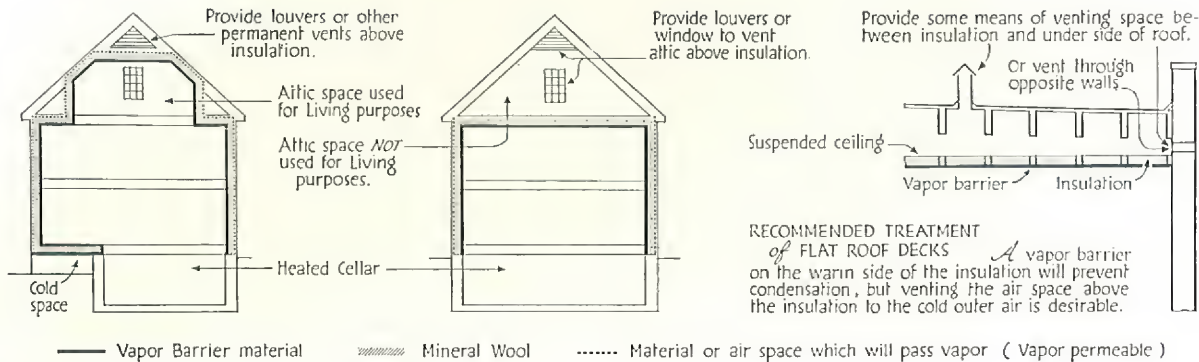 Provide louvers or other
permanent vents above
insulation.
Attic space used
for Living purposes
Attic space NOT
used for Living
purposes.
Heated Cellar
Cold
space
Provide louvers or
window to vent
attic above insulation.
Provide some means of venting space be-
tween insulation and under side of roof.
Or vent through
opposite walls
Suspended ceiling
Vapor barrier
Insulation
RECOMMENDED TREATMENT
of FLAT ROOF DECKS A vapor barrier
on the warm side of the insulation will prevent
condensation, but venting the air space above
the insulation to the cold outer air is desirable.
Vapor Barrier material
Mineral Wool
Material or air space which will pass vapor ( Vapor permeable )